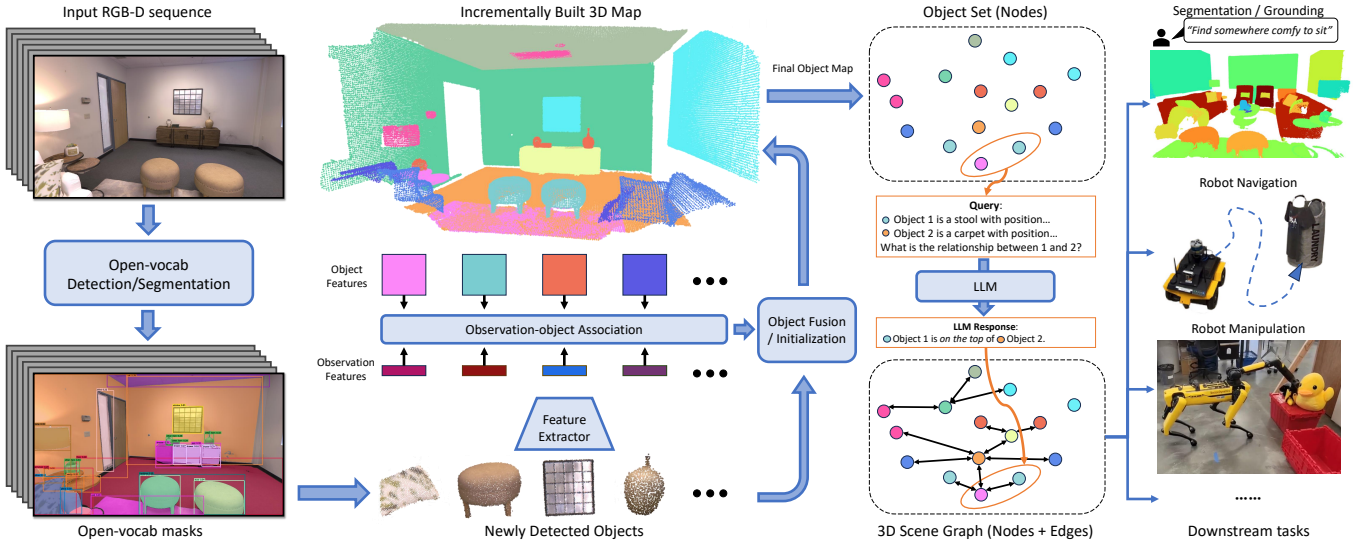 Input RGB-D sequence
Open-vocab
Detection/Segmentation
Open-vocab masks
Incrementally Built 3D Map
Object
Features
Observation-object Association
Observation
Features
Feature
Extractor
Newly Detected Objects
Object Fusion
/ Initialization
Final Object Map
Object Set (Nodes)
Query:
Object 1 is a stool with position…
Object 2 is a carpet with position…
What is the relationship between 1 and 2?
LLM
LLM Response:
Object 1 is on the top of Object 2.
3D Scene Graph (Nodes + Edges)
Segmentation / Grounding
“Find somewhere comfy to sit”
Robot Navigation
LAUNDRY
Robot Manipulation
……
Downstream tasks